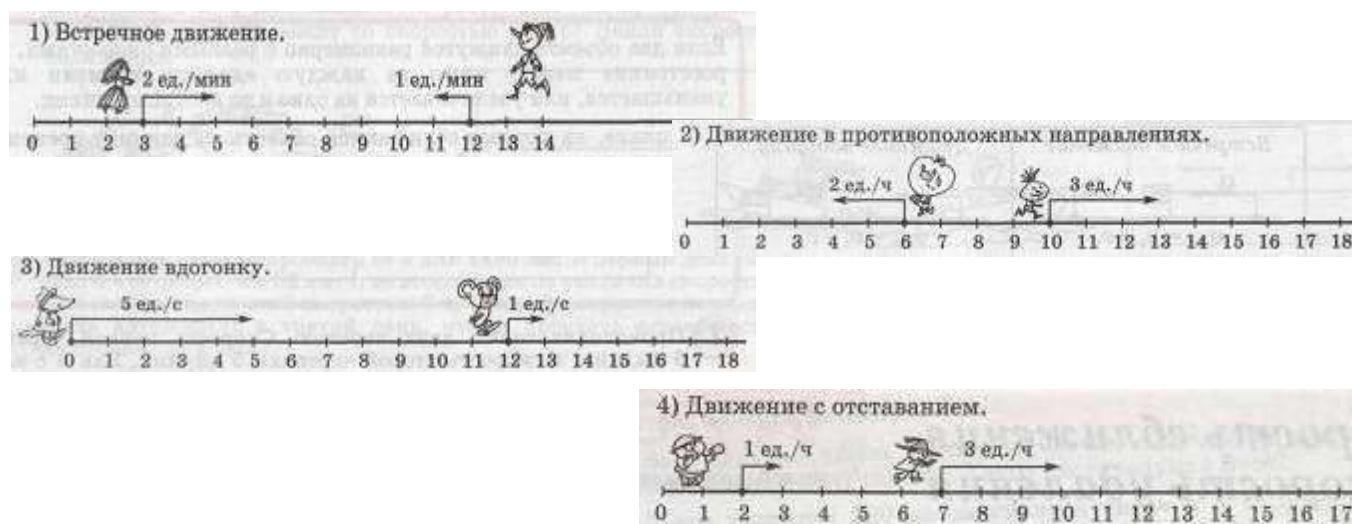 1) Встречное движение.
2 ед./мин 1 ед./мин
0 1 2 3 4 5 6 7 8 9 10 11 12 13 14
2) Движение в противоположных направлениях.
2 ед./ч 3 ед./ч
0 1 2 3 4 5 6 7 8 9 10 11 12 13 14 15 16 17 18
3) Движение вдогонку.
5 ед./с 1 ед./с
0 1 2 3 4 5 6 7 8 9 10 11 12 13 14 15 16 17 18
4) Движение с отставанием.
1 ед./ч 3 ед./ч
0 1 2 3 4 5 6 7 8 9 10 11 12 13 14 15 16 17